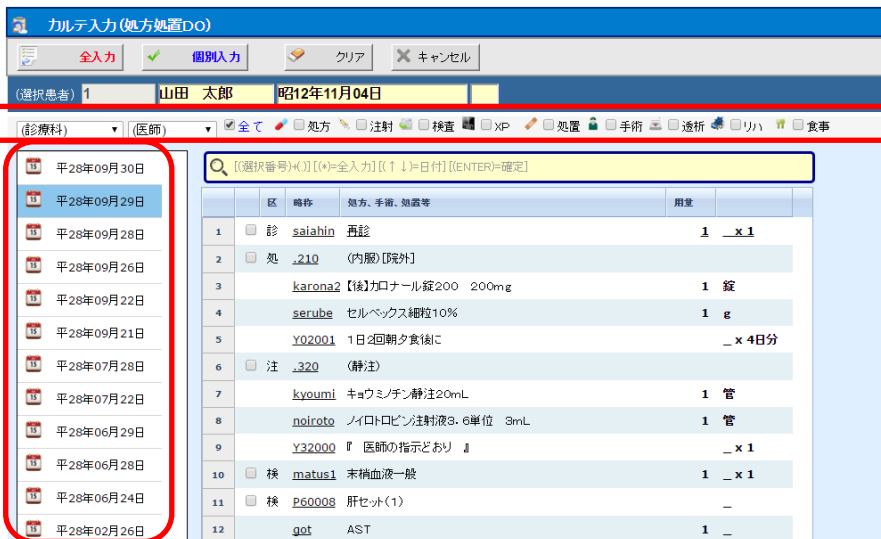 カルテ入力(処方処置DO)
全入力 個別入力 クリア キャンセル
(選択患者) 1 山田 太郎 昭12年11月04日
(診療科) (医師) 全て 処方 注射 検査 XP 処置 手術 透析 リハ 食事
平28年09月30日
平28年09月29日
平28年09月28日
平28年09月26日
平28年09月22日
平28年09月21日
平28年07月28日
平28年07月22日
平28年06月29日
平28年06月28日
平28年06月24日
平28年02月26日
[(選択番号)+(.)] [(*)=全入力] [(↑↓)=日付] [(ENTER)=確定]
区 略称 処方、手術、処置等 用量
1 診 saiahin 再診 1 _ x 1
2 処 .210 (内服)[院外]
3 karona2 【後】カロナール錠200 200mg 1 錠
4 serube セルベックス細粒10% 1 g
5 Y02001 1日2回朝夕食後に _ x 4日分
6 注 .320 (静注)
7 kyoumi キョウミノチン静注20mL 1 管
8 noiroto ノイロトロピン注射液3.6単位 3mL 1 管
9 Y32000 『 医師の指示どおり 』 _ x 1
10 検 matus1 末梢血液一般 1 _ x 1
11 検 P60008 肝セット(1) _
12 got AST 1 _